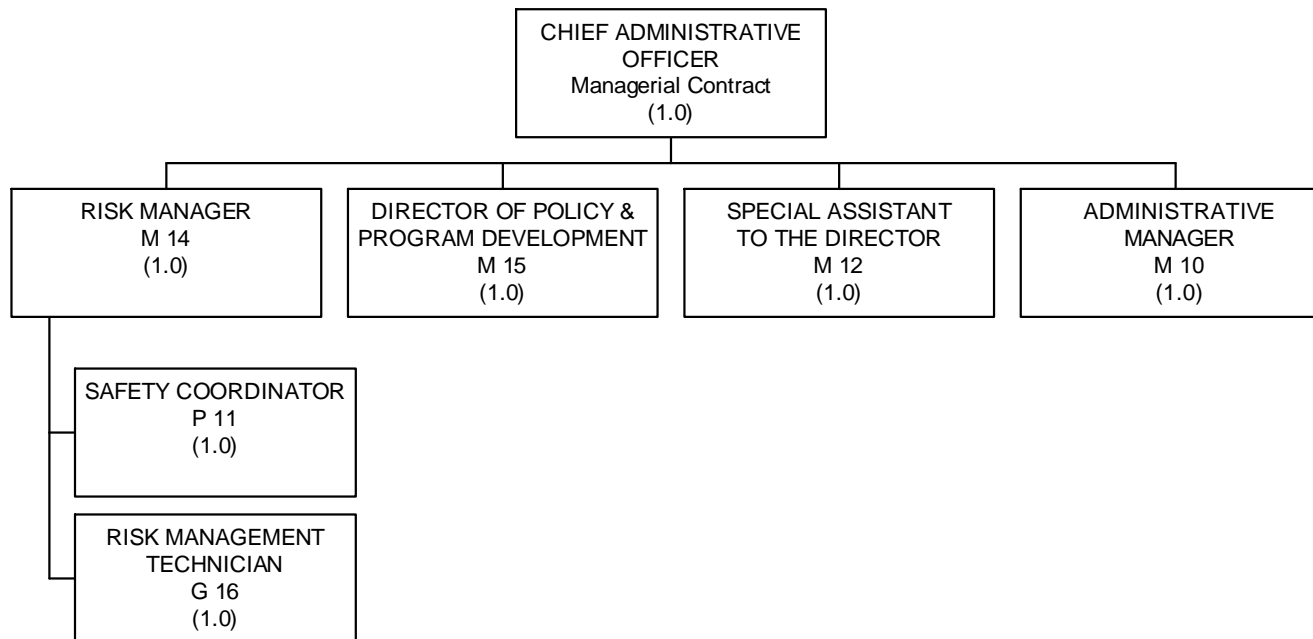 CHIEF ADMINISTRATIVE
OFFICER
Managerial Contract
(1.0)
RISK MANAGER
M 14
(1.0)
DIRECTOR OF POLICY &
PROGRAM DEVELOPMENT
M 15
(1.0)
SPECIAL ASSISTANT
TO THE DIRECTOR
M 12
(1.0)
ADMINISTRATIVE
MANAGER
M 10
(1.0)
SAFETY COORDINATOR
P 11
(1.0)
RISK MANAGEMENT
TECHNICIAN
G 16
(1.0)